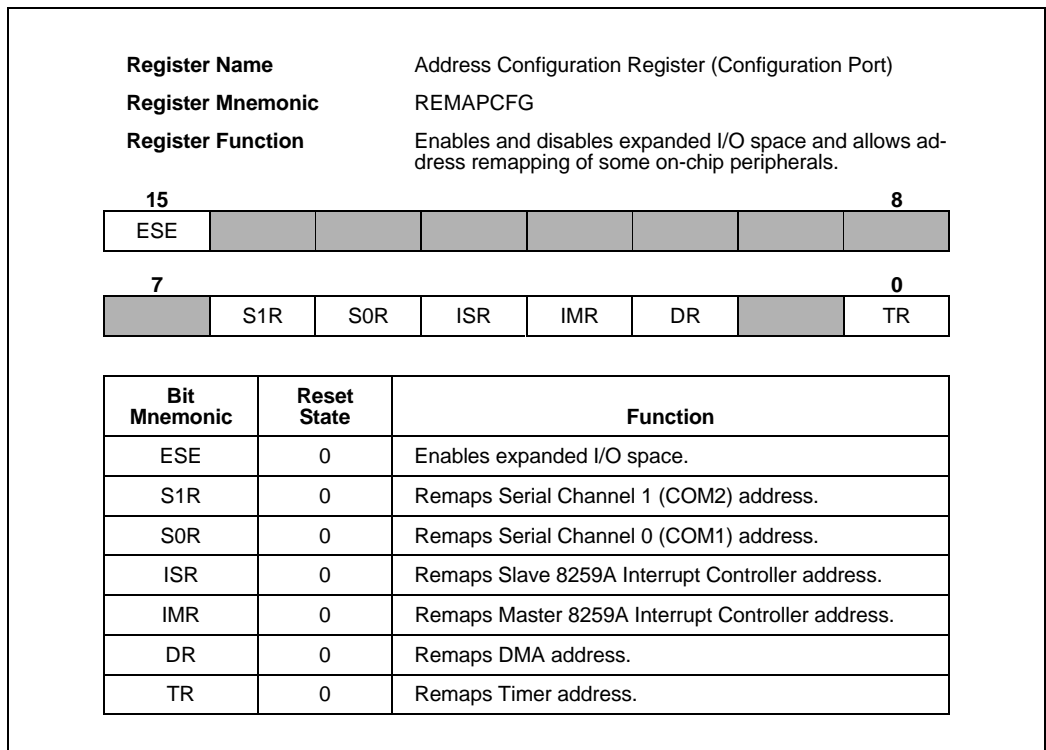 Register Name Address Configuration Register (Configuration Port)
Register Mnemonic REMAPCFG
Register Function Enables and disables expanded I/O space and allows ad-
dress remapping of some on-chip peripherals.
15 8
ESE
7 0
S1R S0R ISR IMR DR TR
Bit Mnemonic Reset State Function
ESE 0 Enables expanded I/O space.
S1R 0 Remaps Serial Channel 1 (COM2) address.
S0R 0 Remaps Serial Channel 0 (COM1) address.
ISR 0 Remaps Slave 8259A Interrupt Controller address.
IMR 0 Remaps Master 8259A Interrupt Controller address.
DR 0 Remaps DMA address.
TR 0 Remaps Timer address.